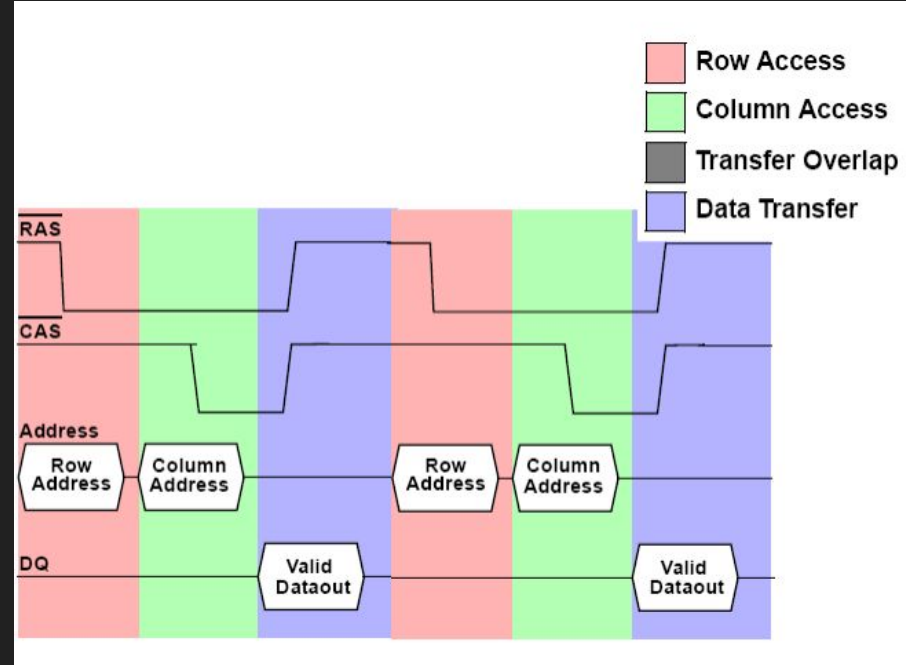 Row Access
Column Access
Transfer Overlap
Data Transfer
RAS
CAS
Address
Row
Address
Column
Address
Row
Address
Column
Address
DQ
Valid
Dataout
Valid
Dataout